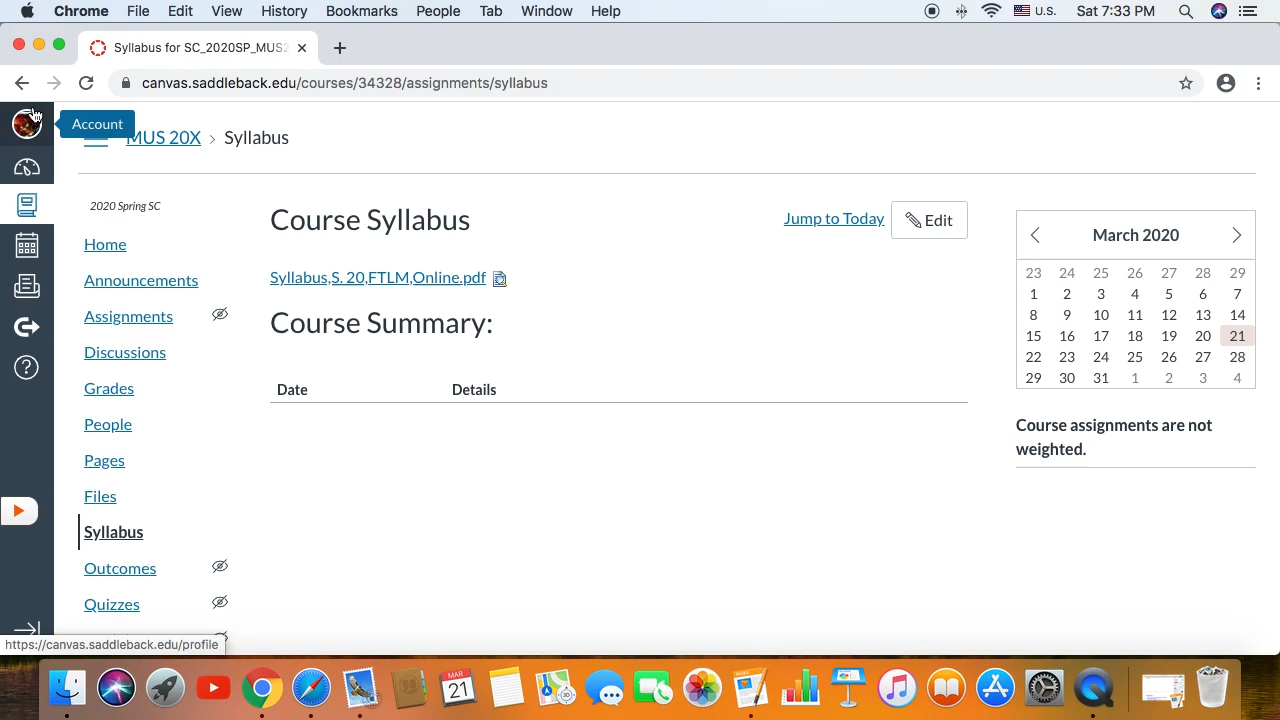 Chrome File Edit View History Bookmarks People Tab Window Help U.S. Sat 7:33 PM
Syllabus for SC_2020SP_MUS2
canvas.saddleback.edu/courses/34328/assignments/syllabus
Account
MUS 20X > Syllabus
2020 Spring SC
Home
Announcements
Assignments
Discussions
Grades
People
Pages
Files
Syllabus
Outcomes
Quizzes
Course Syllabus
Jump to Today
Edit
Syllabus,S. 20,FTLM,Online.pdf
Course Summary:
Date Details
March 2020
23 24 25 26 27 28 29
1 2 3 4 5 6 7
8 9 10 11 12 13 14
15 16 17 18 19 20 21
22 23 24 25 26 27 28
29 30 31 1 2 3 4
Course assignments are not
weighted.
https://canvas.saddleback.edu/profile
MAR
21